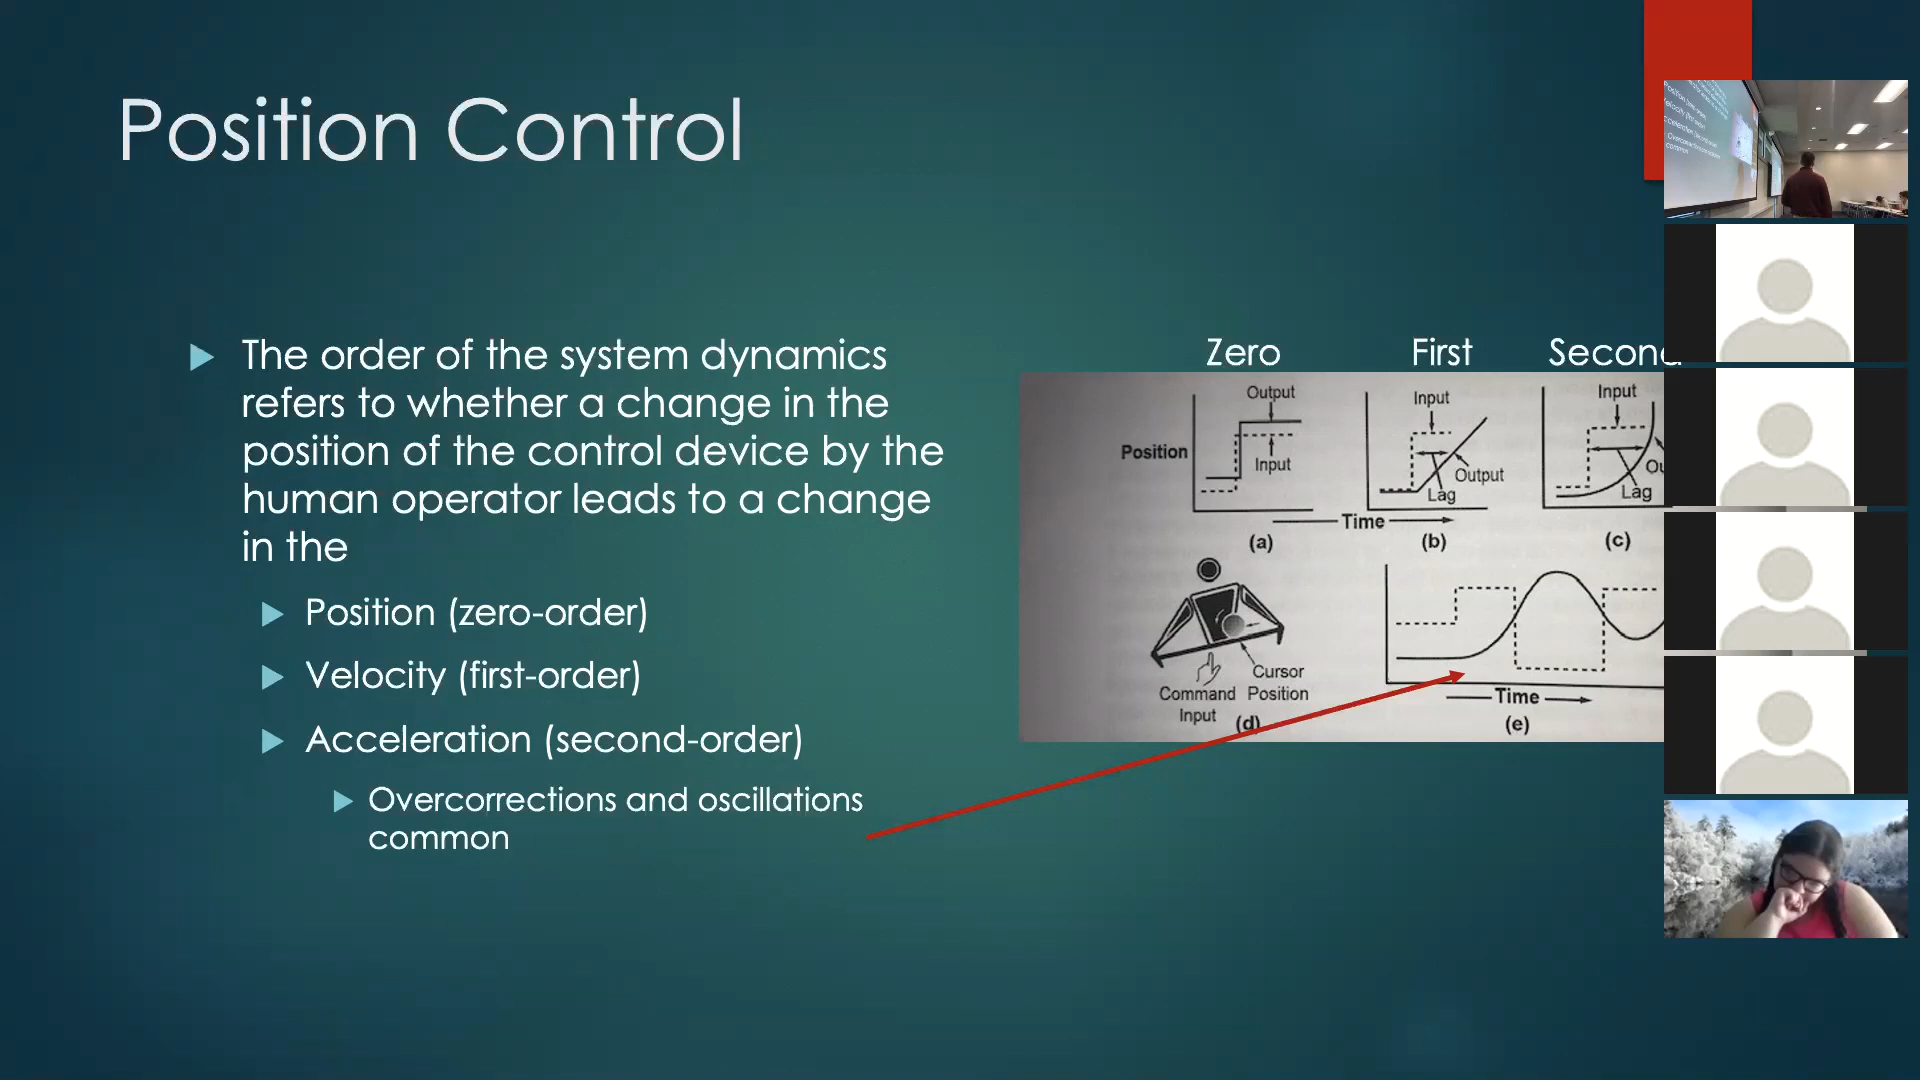 Position Control
The order of the system dynamics
refers to whether a change in the
position of the control device by the
human operator leads to a change
in the
Position (zero-order)
Velocity (first-order)
Acceleration (second-order)
Overcorrections and oscillations
common
Zero First Second
Output
Input
Position
Input
Output
Lag
Input
Ou
Lag
Time
(a) (b) (c)
Cursor
Position
Command
Input
(d)
Time
(e)